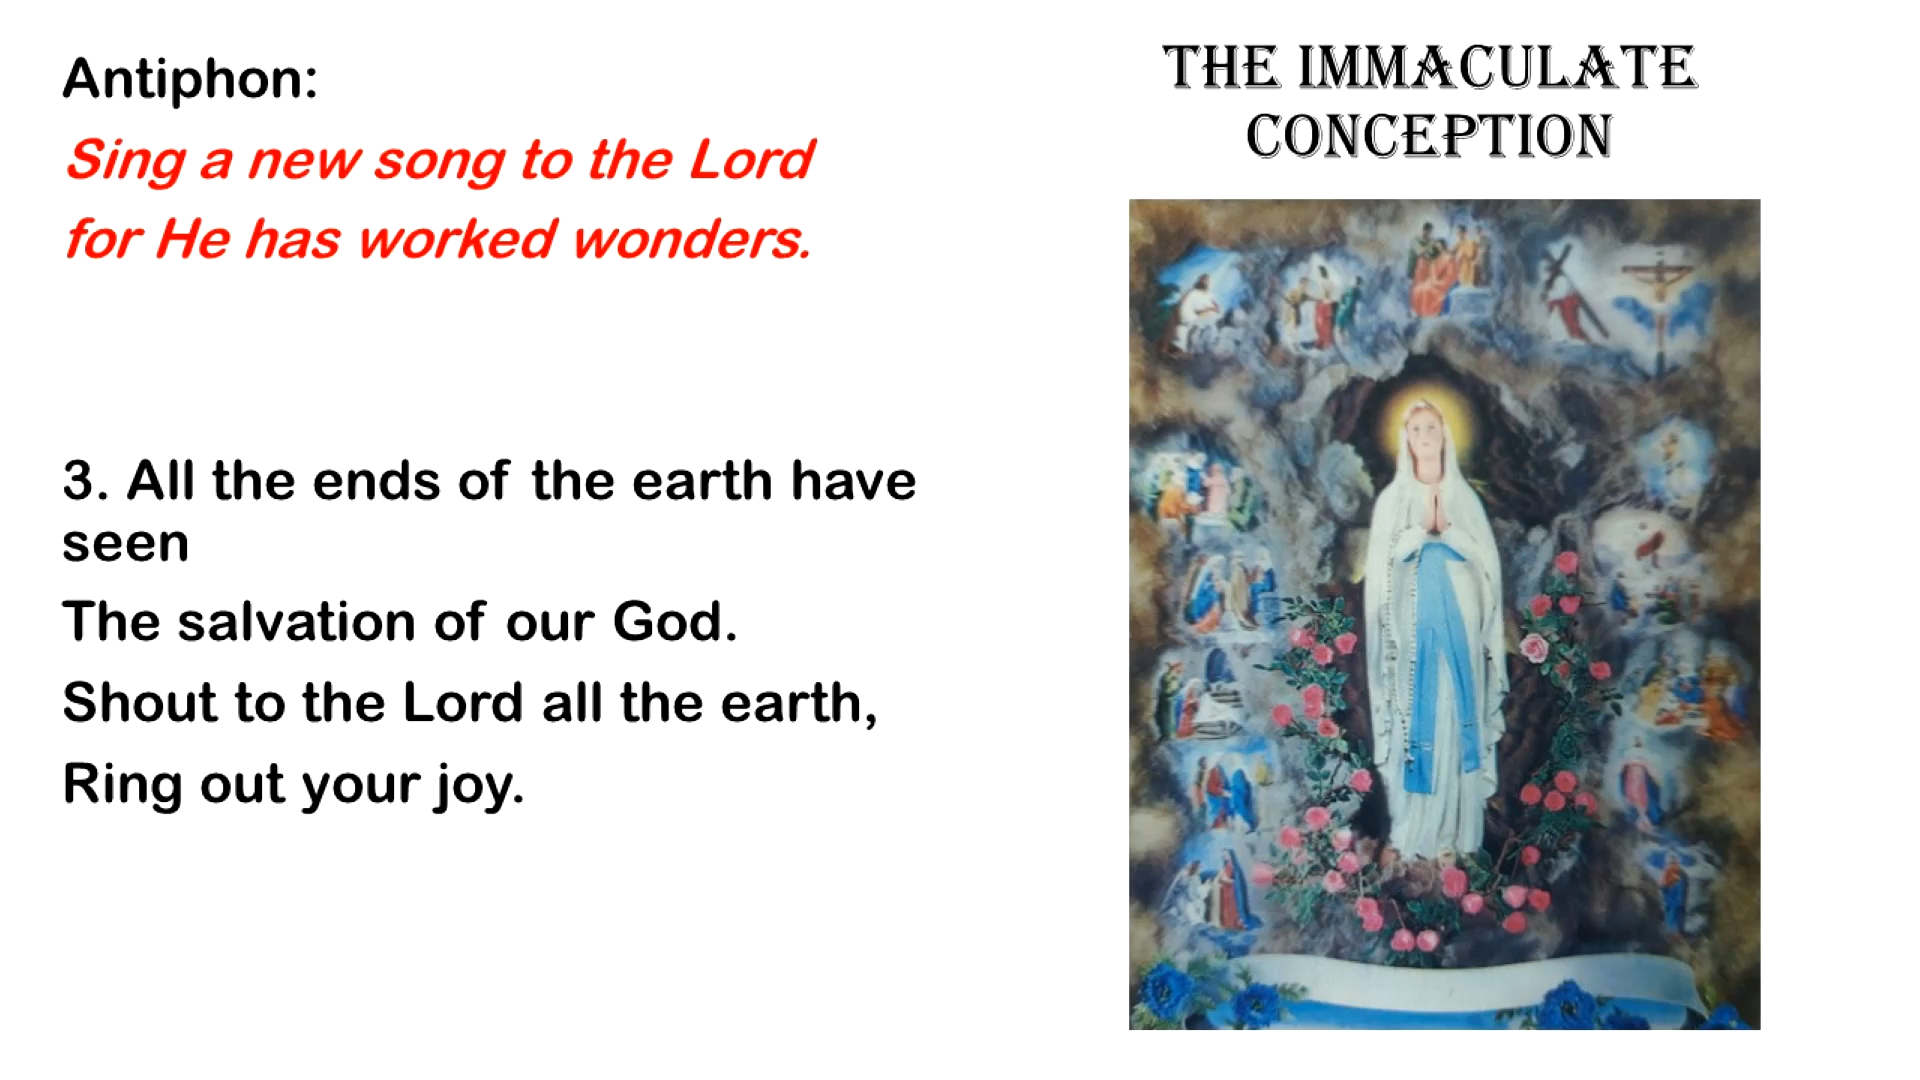 Antiphon:
Sing a new song to the Lord
for He has worked wonders.
3. All the ends of the earth have
seen
The salvation of our God.
Shout to the Lord all the earth,
Ring out your joy.
THE IMMACULATE
CONCEPTION